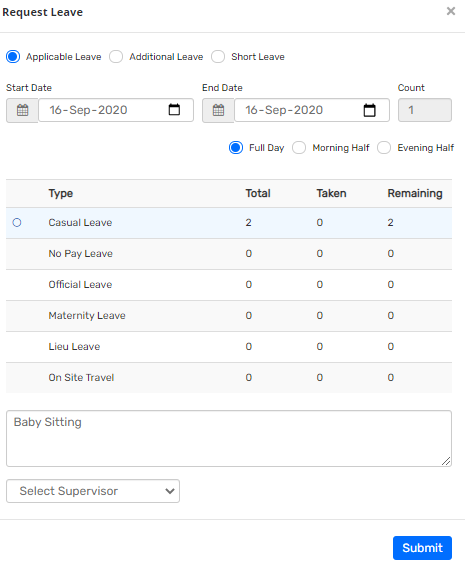 Request Leave ×
Applicable Leave Additional Leave Short Leave
Start Date End Date Count
16-Sep-2020 16-Sep-2020 1
Full Day Morning Half Evening Half
Type Total Taken Remaining
Casual Leave 2 0 2
No Pay Leave 0 0 0
Official Leave 0 0 0
Maternity Leave 0 0 0
Lieu Leave 0 0 0
On Site Travel 0 0 0
Baby Sitting
Select Supervisor
Submit